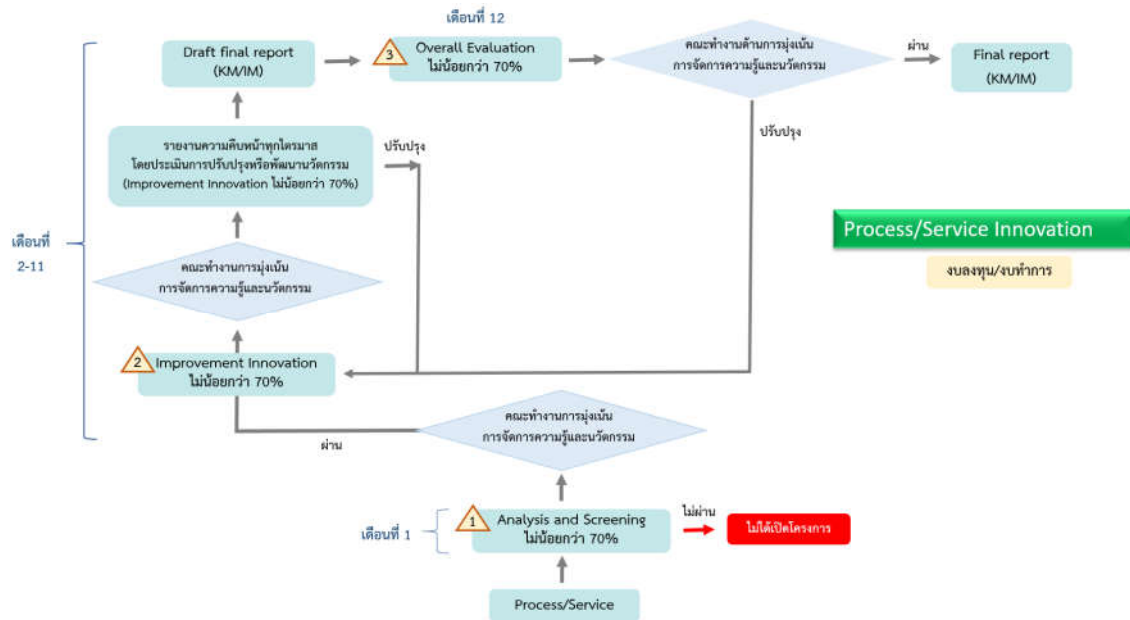 เดือนที่ 12
Draft final report
(KM/IM)
3
Overall Evaluation
ไม่น้อยกว่า 70%
คณะทำงานด้านการมุ่งเน้น
การจัดการความรู้และนวัตกรรม
ผ่าน
Final report
(KM/IM)
ปรับปรุง
รายงานความคืบหน้าทุกไตรมาส
โดยประเมินการปรับปรุงหรือพัฒนานวัตกรรม
(Improvement Innovation ไม่น้อยกว่า 70%)
ปรับปรุง
เดือนที่
2-11
Process/Service Innovation
งบลงทุน/งบทำการ
คณะทำงานการมุ่งเน้น
การจัดการความรู้และนวัตกรรม
2
Improvement Innovation
ไม่น้อยกว่า 70%
คณะทำงานการมุ่งเน้น
การจัดการความรู้และนวัตกรรม
ผ่าน
เดือนที่ 1
1
Analysis and Screening
ไม่น้อยกว่า 70%
ไม่ผ่าน
ไม่ได้เปิดโครงการ
Process/Service